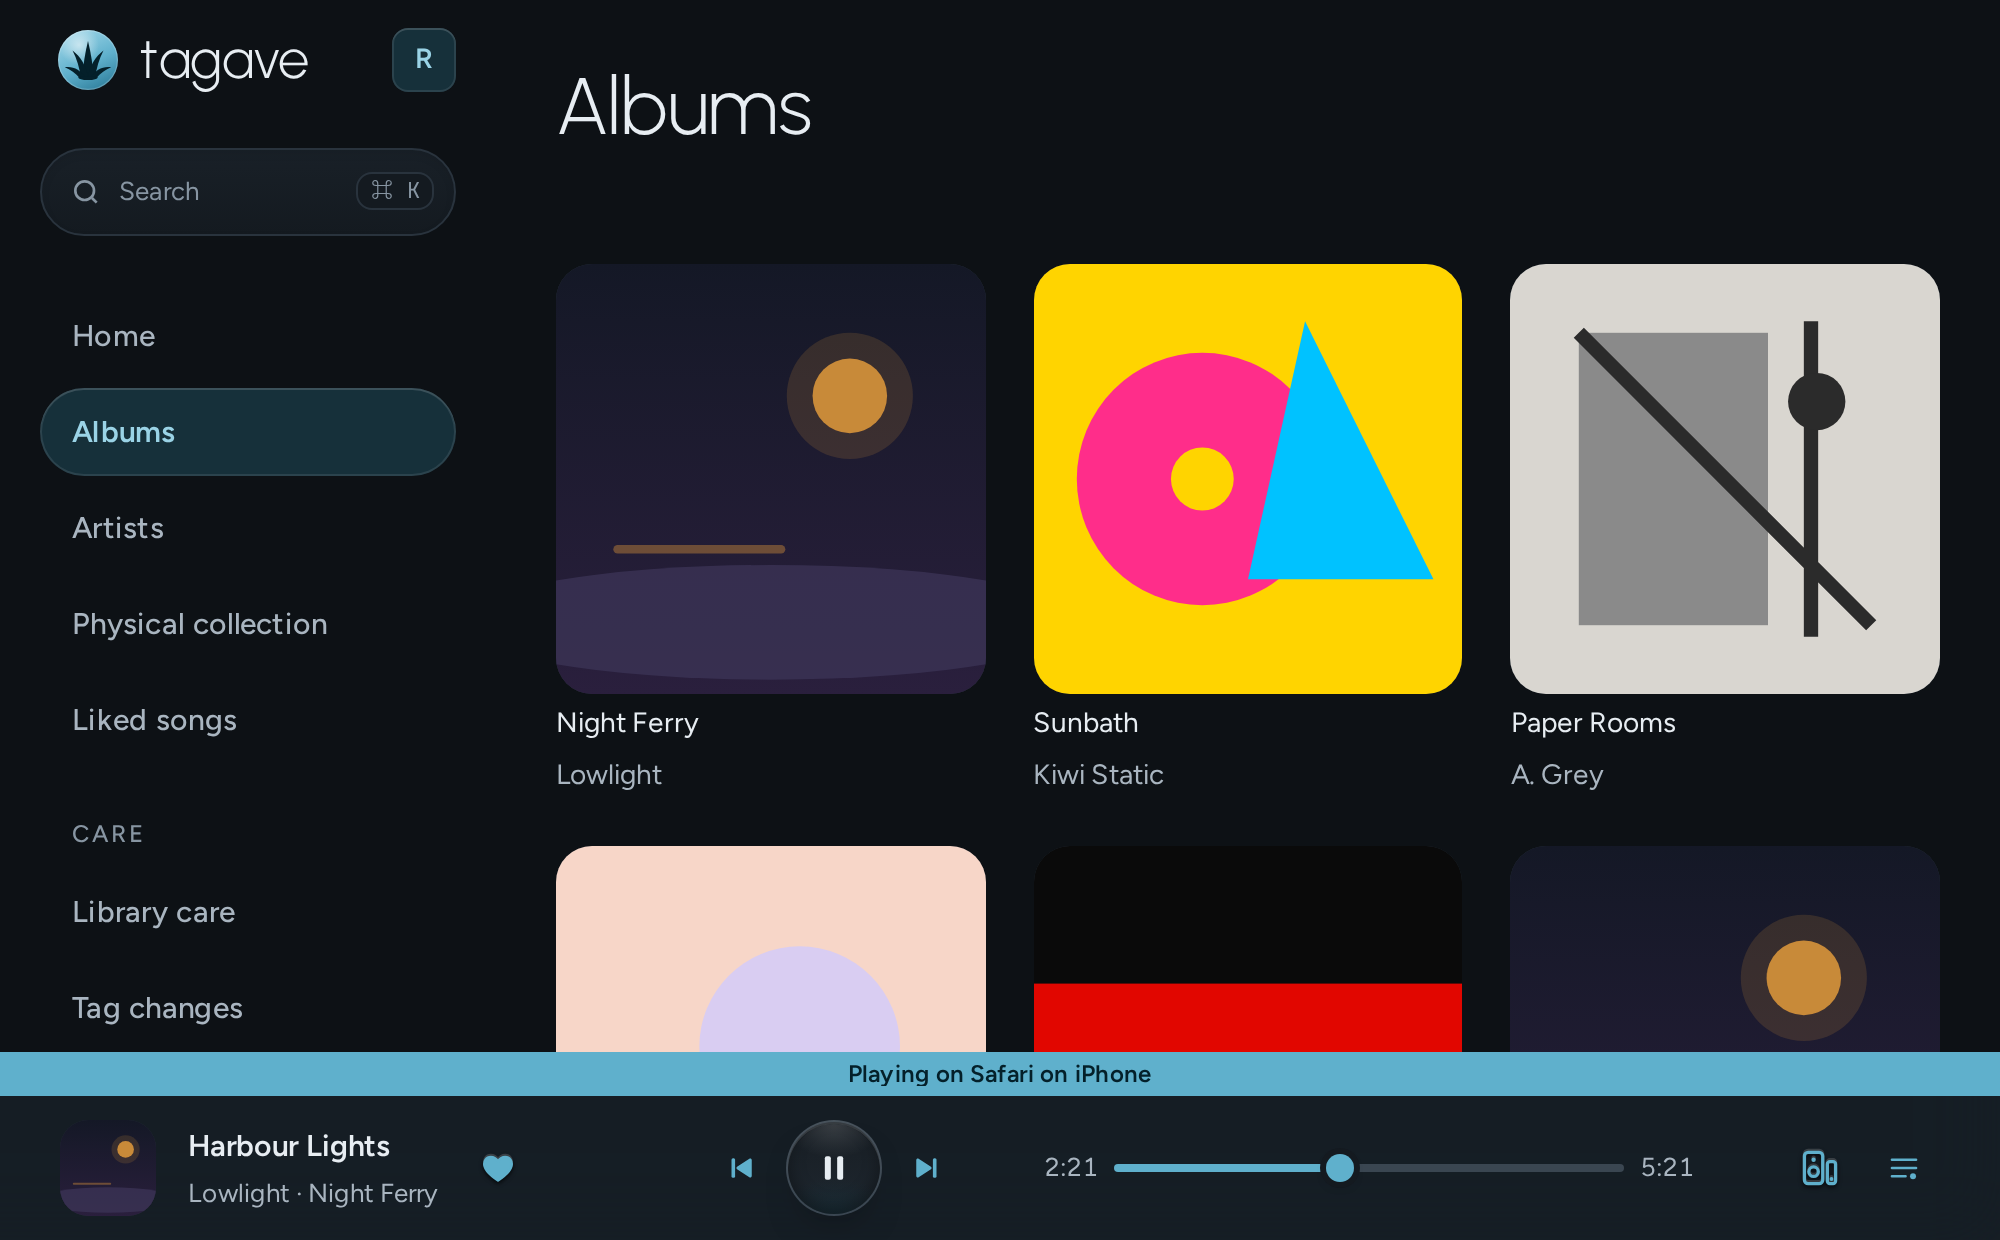 tagave
R
Search
⌘ K
Home
Albums
Artists
Physical collection
Liked songs
CARE
Library care
Tag changes
Albums
Night Ferry
Lowlight
Sunbath
Kiwi Static
Paper Rooms
A. Grey
Playing on Safari on iPhone
Harbour Lights
Lowlight · Night Ferry
2:21
5:21